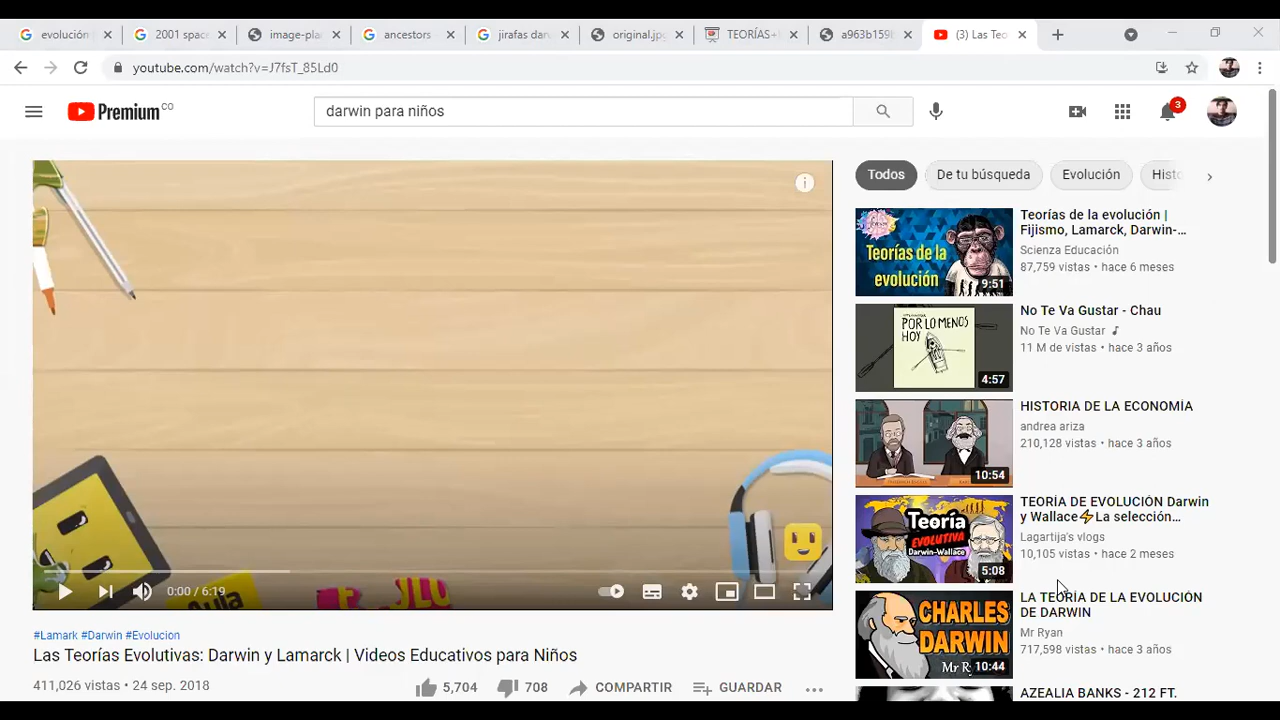 evolución
2001 spac
image-pla
ancestors
jirafas dar
original.jpg
TEORÍAS+
a963b159b
(3) Las Teo
youtube.com/watch?v=J7fsT_85Ld0
Premium CO
darwin para niños
3
Todos
De tu búsqueda
Evolución
Histo
Teorías de la evolución
9:51
Teorías de la evolución |
Fijismo, Lamarck, Darwin-...
Scienza Educación
87,759 vistas • hace 6 meses
POR LO MENOS
HOY
4:57
No Te Va Gustar - Chau
No Te Va Gustar
11 M de vistas • hace 3 años
10:54
HISTORIA DE LA ECONOMÍA
andrea ariza
210,128 vistas • hace 3 años
Teoría
EVOLUTIVA
Darwin-Wallace
5:08
TEORÍA DE EVOLUCIÓN Darwin
y Wallace⚡La selección...
Lagartija's vlogs
10,105 vistas • hace 2 meses
CHARLES
DARWIN
Mr R
10:44
LA TEORÍA DE LA EVOLUCIÓN
DE DARWIN
Mr Ryan
717,598 vistas • hace 3 años
AZEALIA BANKS - 212 FT.
0:00 / 6:19
#Lamark #Darwin #Evolucion
Las Teorías Evolutivas: Darwin y Lamarck | Videos Educativos para Niños
411,026 vistas • 24 sep. 2018
5,704
708
COMPARTIR
GUARDAR